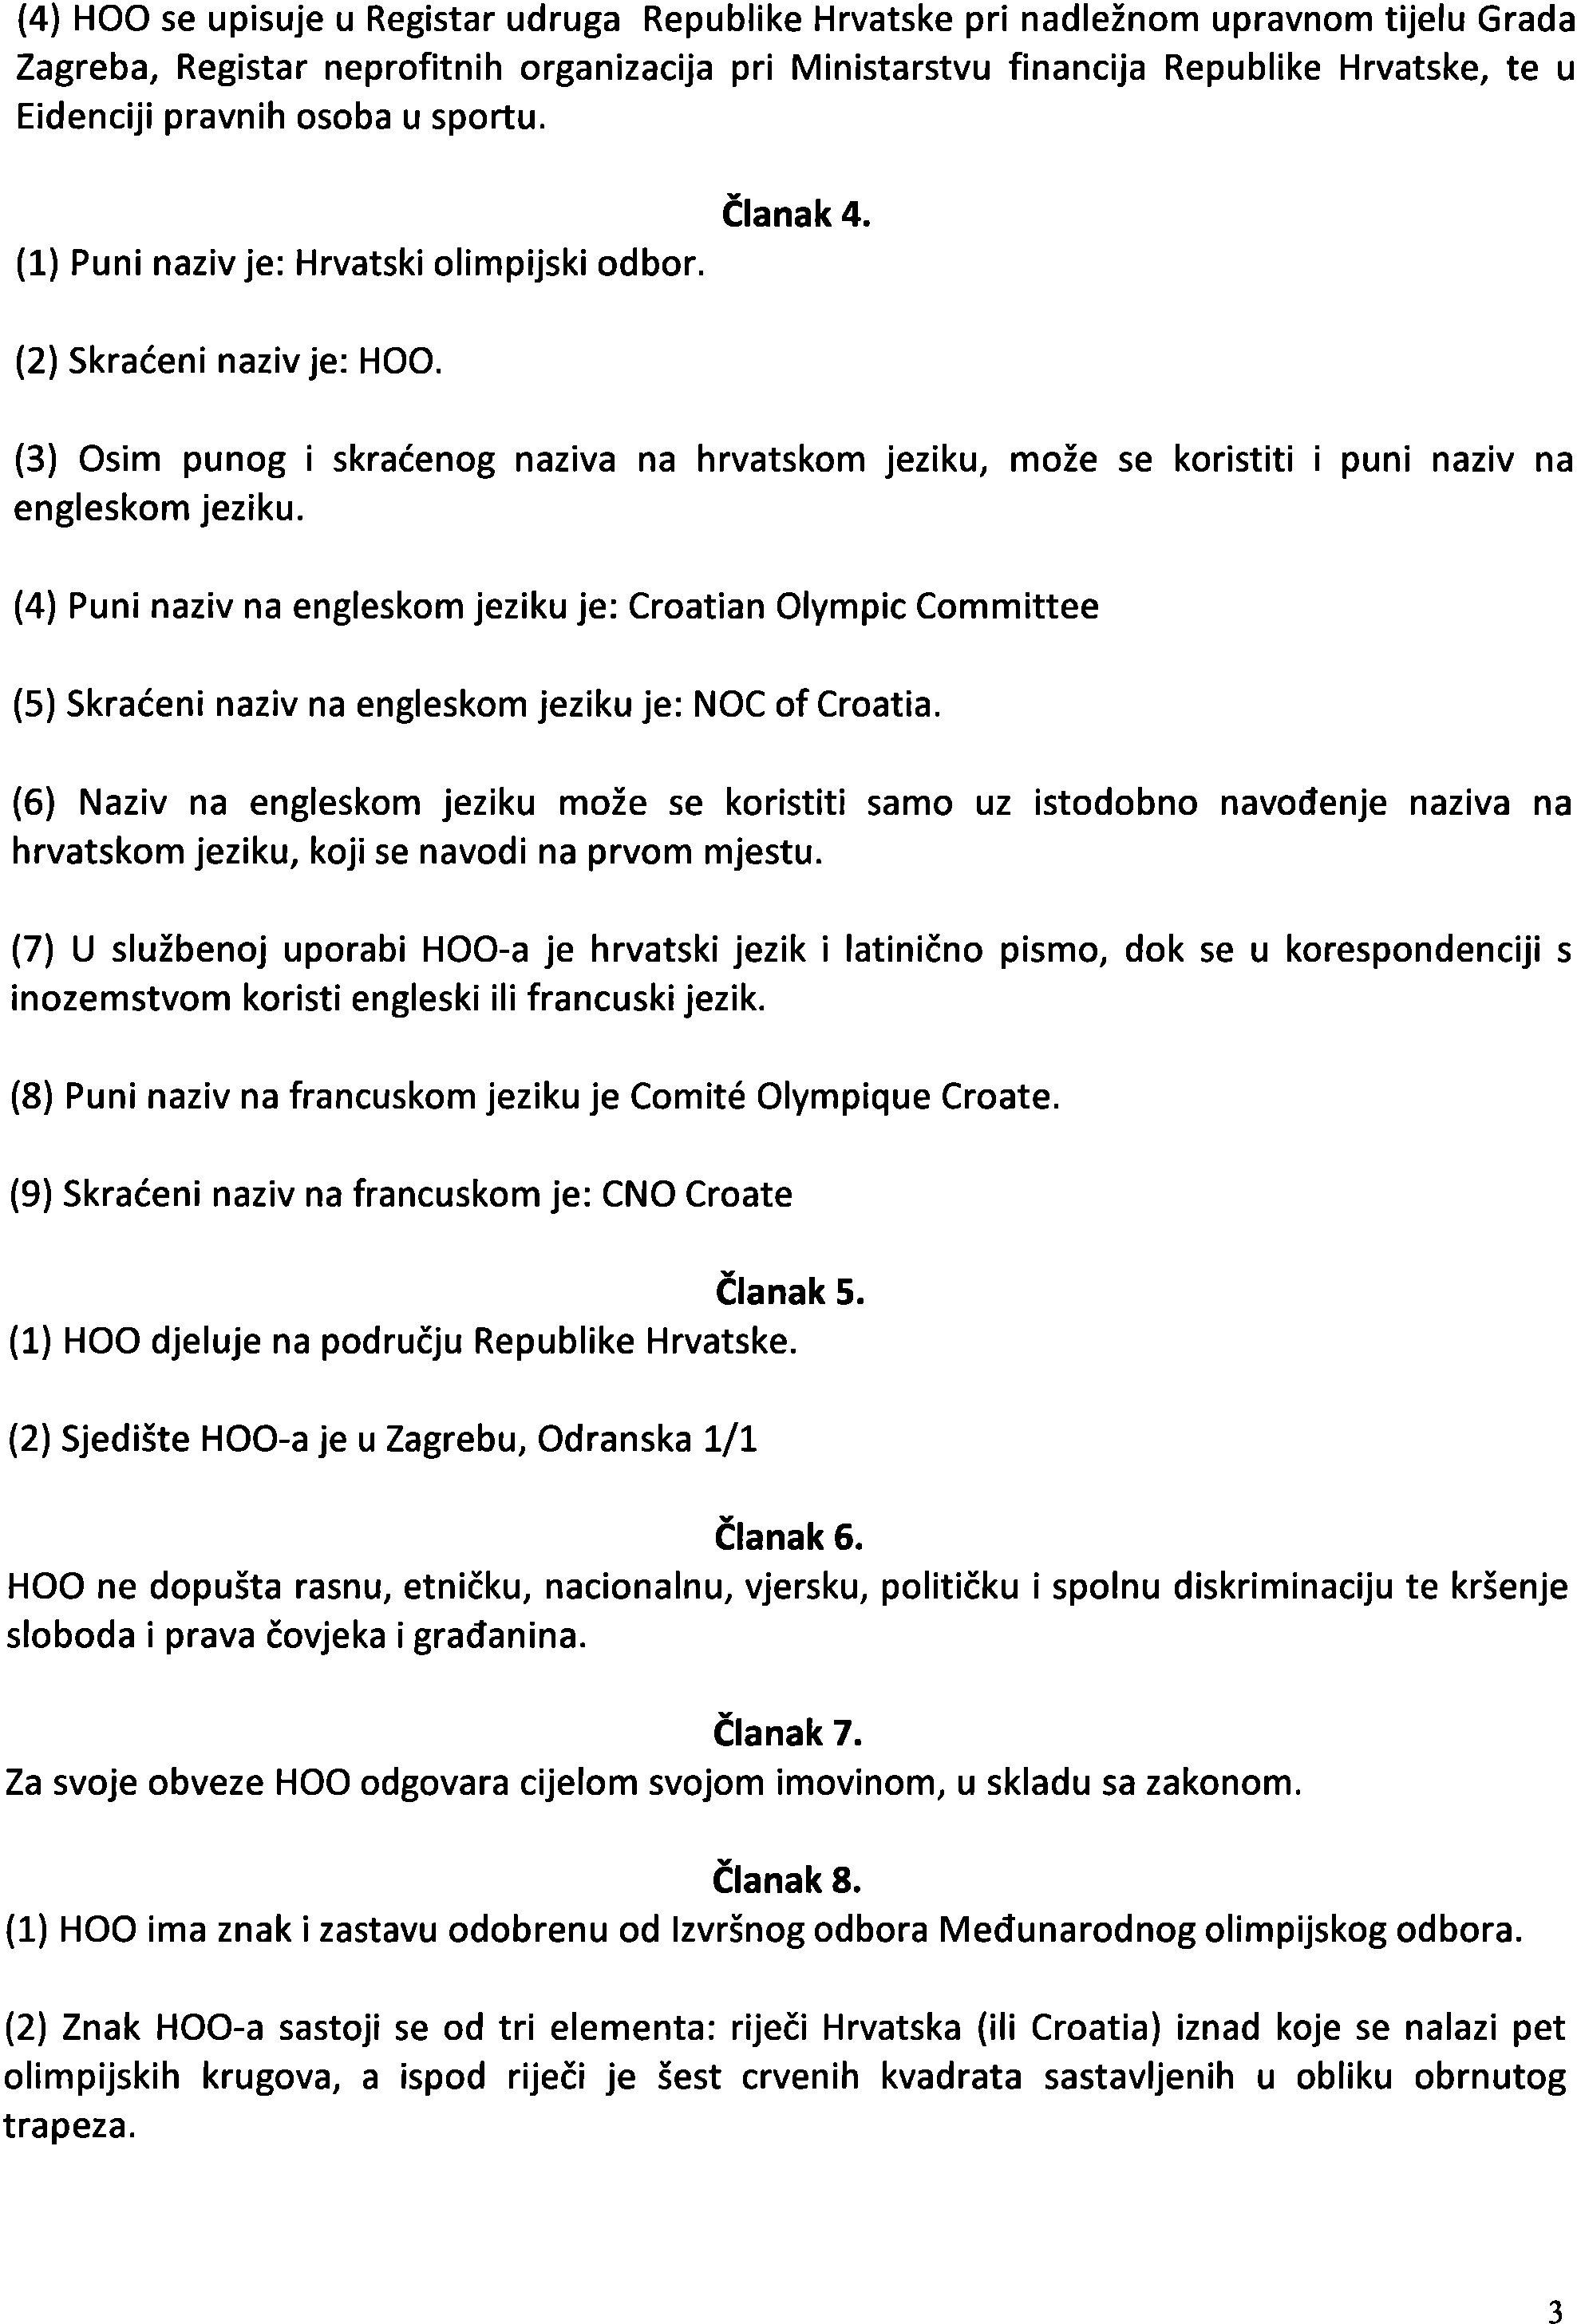 (4) HOO se upisuje u Registar udruga Republike Hrvatske pri nadležnom upravnom tijelu Grada
Zagreba, Registar neprofitnih organizacija pri Ministarstvu financija Republike Hrvatske, te u
Eidenciji pravnih osoba u sportu.
Članak 4.
(1) Puni naziv je: Hrvatski olimpijski odbor.
(2) Skraćeni naziv je: HOO.
(3) Osim punog i skraćenog naziva na hrvatskom jeziku, može se koristiti i puni naziv na
engleskom jeziku.
(4) Puni naziv na engleskom jeziku je: Croatian Olympic Committee
(5) Skraćeni naziv na engleskom jeziku je: NOC of Croatia.
(6) Naziv na engleskom jeziku može se koristiti samo uz istodobno navođenje naziva na
hrvatskom jeziku, koji se navodi na prvom mjestu.
(7) U službenoj uporabi HOO-a je hrvatski jezik i latinično pismo, dok se u korespondenciji s
inozemstvom koristi engleski ili francuski jezik.
(8) Puni naziv na francuskom jeziku je Comité Olympique Croate.
(9) Skraćeni naziv na francuskom je: CNO Croate
Članak 5.
(1) HOO djeluje na području Republike Hrvatske.
(2) Sjedište HOO-a je u Zagrebu, Odranska 1/1
Članak 6.
HOO ne dopušta rasnu, etničku, nacionalnu, vjersku, političku i spolnu diskriminaciju te kršenje
sloboda i prava čovjeka i građanina.
Članak 7.
Za svoje obveze HOO odgovara cijelom svojom imovinom, u skladu sa zakonom.
Članak 8.
(1) HOO ima znak i zastavu odobrenu od Izvršnog odbora Međunarodnog olimpijskog odbora.
(2) Znak HOO-a sastoji se od tri elementa: riječi Hrvatska (ili Croatia) iznad koje se nalazi pet
olimpijskih krugova, a ispod riječi je šest crvenih kvadrata sastavljenih u obliku obrnutog
trapeza.
3